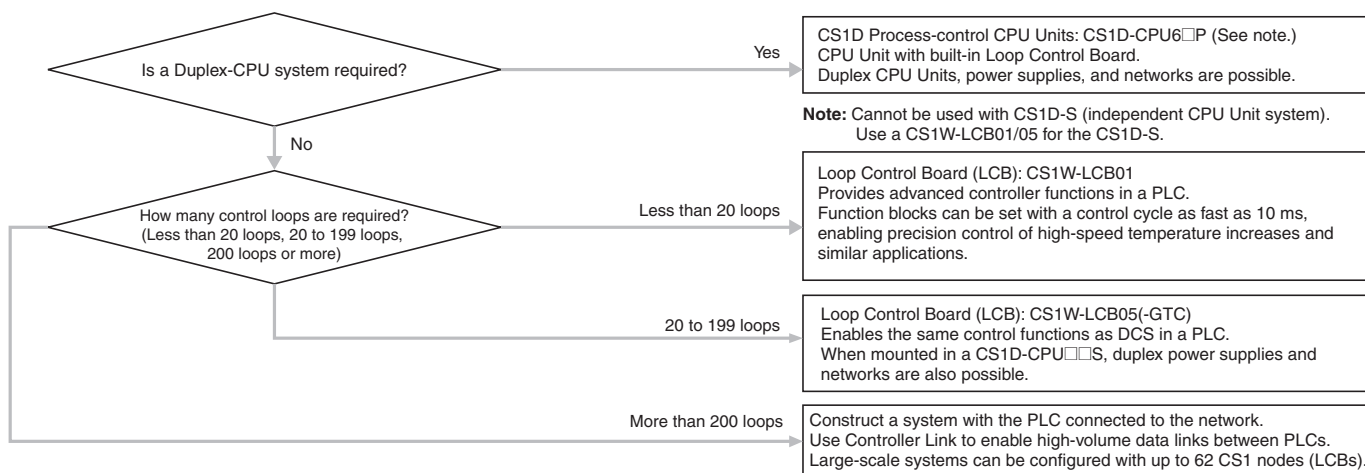 Is a Duplex-CPU system required?
Yes
CS1D Process-control CPU Units: CS1D-CPU6□P (See note.)
CPU Unit with built-in Loop Control Board.
Duplex CPU Units, power supplies, and networks are possible.
Note: Cannot be used with CS1D-S (independent CPU Unit system).
Use a CS1W-LCB01/05 for the CS1D-S.
No
How many control loops are required?
(Less than 20 loops, 20 to 199 loops,
200 loops or more)
Less than 20 loops
Loop Control Board (LCB): CS1W-LCB01
Provides advanced controller functions in a PLC.
Function blocks can be set with a control cycle as fast as 10 ms,
enabling precision control of high-speed temperature increases and
similar applications.
20 to 199 loops
Loop Control Board (LCB): CS1W-LCB05(-GTC)
Enables the same control functions as DCS in a PLC.
When mounted in a CS1D-CPU□□S, duplex power supplies and
networks are also possible.
More than 200 loops
Construct a system with the PLC connected to the network.
Use Controller Link to enable high-volume data links between PLCs.
Large-scale systems can be configured with up to 62 CS1 nodes (LCBs).